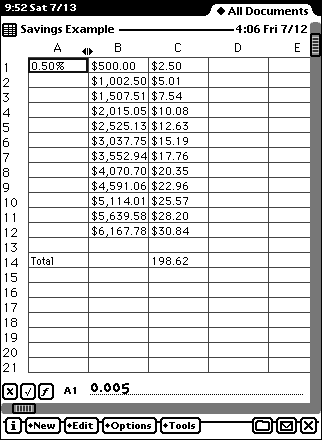 9:52 Sat 7/13 ◆ All Documents
Savings Example 4:06 Fri 7/12
A B C D E
1 0.50% $500.00 $2.50
2 $1,002.50 $5.01
3 $1,507.51 $7.54
4 $2,015.05 $10.08
5 $2,525.13 $12.63
6 $3,037.75 $15.19
7 $3,552.94 $17.76
8 $4,070.70 $20.35
9 $4,591.06 $22.96
10 $5,114.01 $25.57
11 $5,639.58 $28.20
12 $6,167.78 $30.84
13
14 Total 198.62
15
16
17
18
19
20
21
x √ ƒ A1 0.005
i ◆New ◆Edit ◆Options ◆Tools X